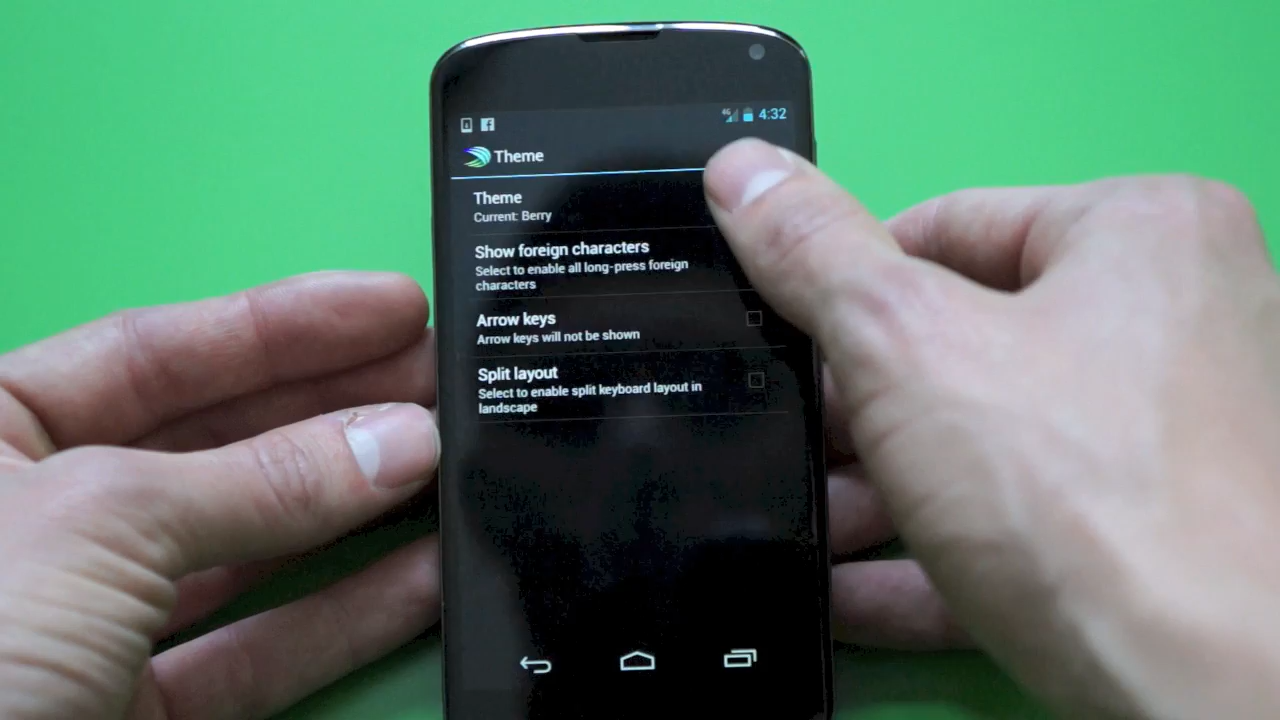 4G 4:32
Theme
Theme
Current: Berry
Show foreign characters
Select to enable all long-press foreign
characters
Arrow keys
Arrow keys will not be shown
Split layout
Select to enable split keyboard layout in
landscape